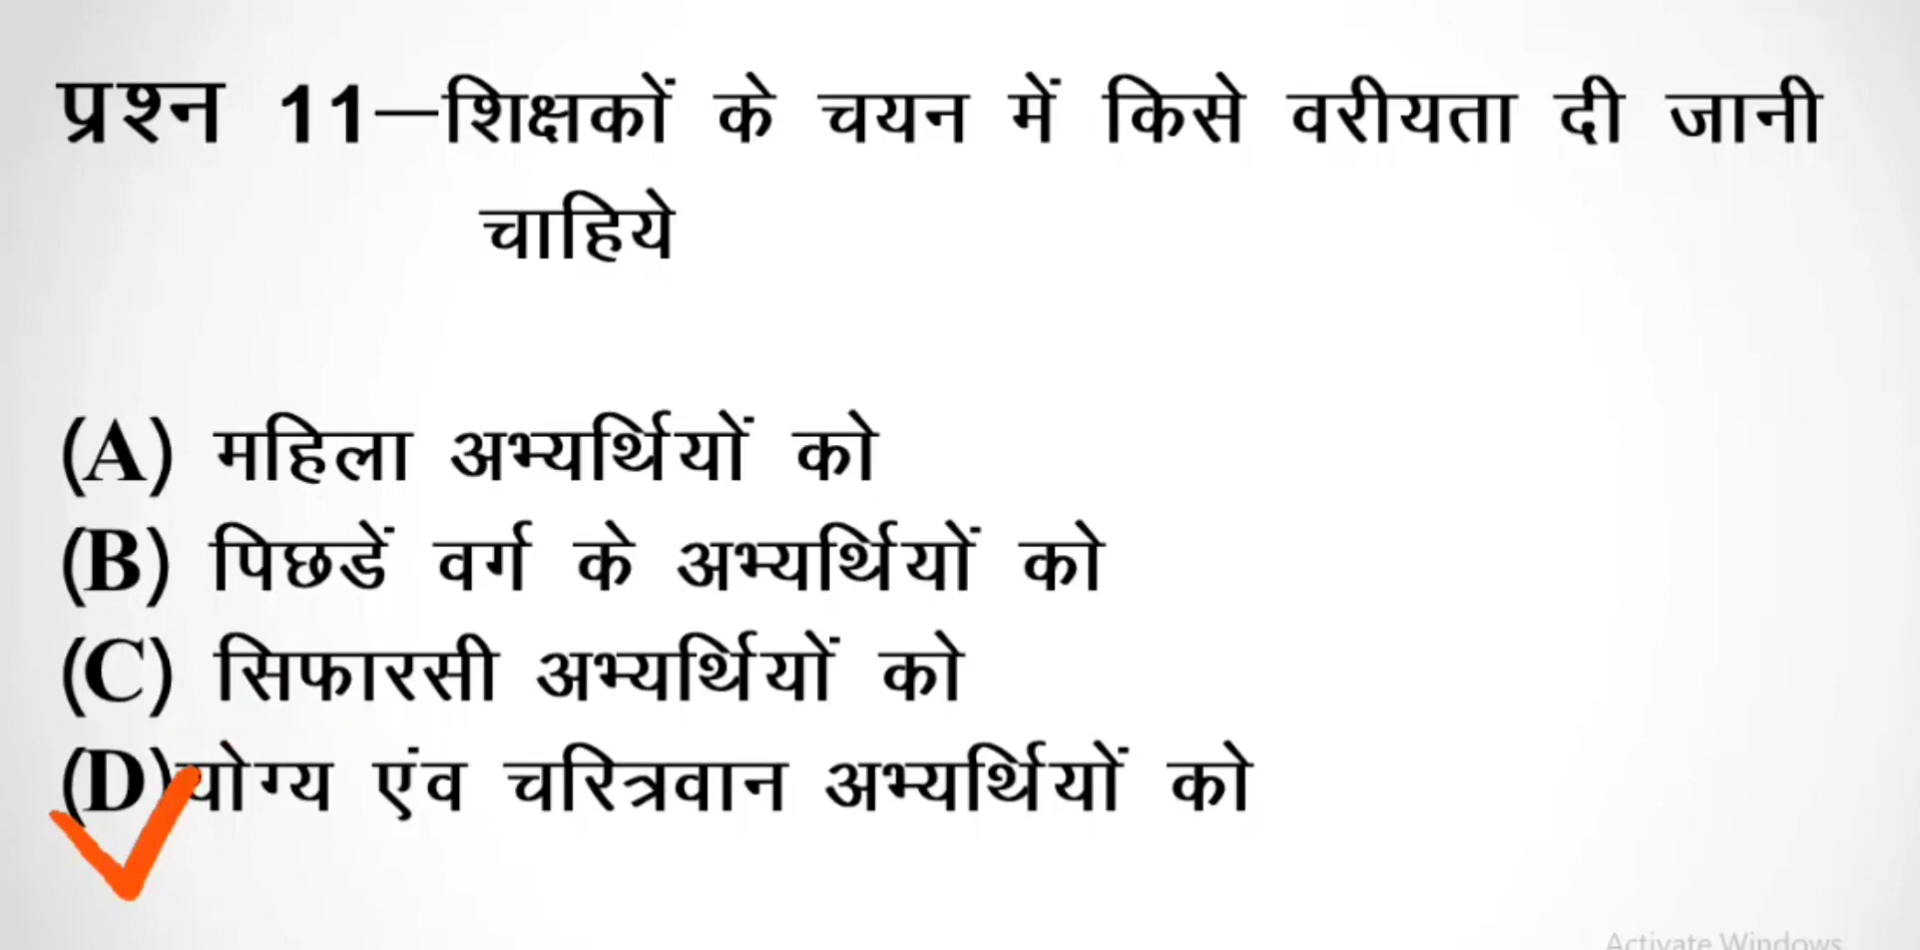 प्रश्न 11–शिक्षकों के चयन में किसे वरीयता दी जानी
चाहिये
(A) महिला अभ्यर्थियों को
(B) पिछडें वर्ग के अभ्यर्थियों को
(C) सिफारसी अभ्यर्थियों को
(D) योग्य एंव चरित्रवान अभ्यर्थियों को
Activate Windows